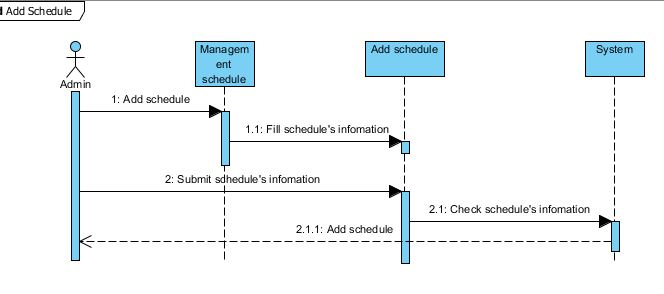 Add Schedule
Managem
ent
schedule
Add schedule
System
Admin
1: Add schedule
1.1: Fill schedule's infomation
2: Submit schedule's infomation
2.1: Check schedule's infomation
2.1.1: Add schedule